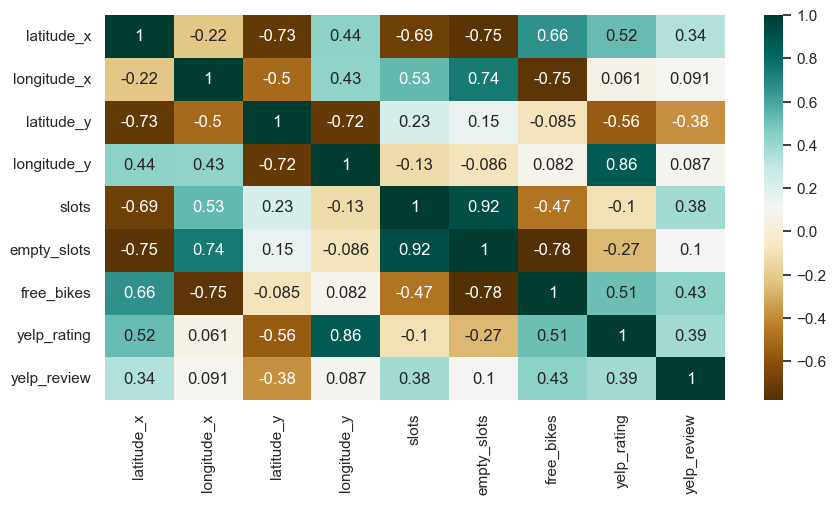 latitude_x 1 -0.22 -0.73 0.44 -0.69 -0.75 0.66 0.52 0.34
longitude_x -0.22 1 -0.5 0.43 0.53 0.74 -0.75 0.061 0.091
latitude_y -0.73 -0.5 1 -0.72 0.23 0.15 -0.085 -0.56 -0.38
longitude_y 0.44 0.43 -0.72 1 -0.13 -0.086 0.082 0.86 0.087
slots -0.69 0.53 0.23 -0.13 1 0.92 -0.47 -0.1 0.38
empty_slots -0.75 0.74 0.15 -0.086 0.92 1 -0.78 -0.27 0.1
free_bikes 0.66 -0.75 -0.085 0.082 -0.47 -0.78 1 0.51 0.43
yelp_rating 0.52 0.061 -0.56 0.86 -0.1 -0.27 0.51 1 0.39
yelp_review 0.34 0.091 -0.38 0.087 0.38 0.1 0.43 0.39 1
latitude_x
longitude_x
latitude_y
longitude_y
slots
empty_slots
free_bikes
yelp_rating
yelp_review
1.0
0.8
0.6
0.4
0.2
0.0
−0.2
−0.4
−0.6